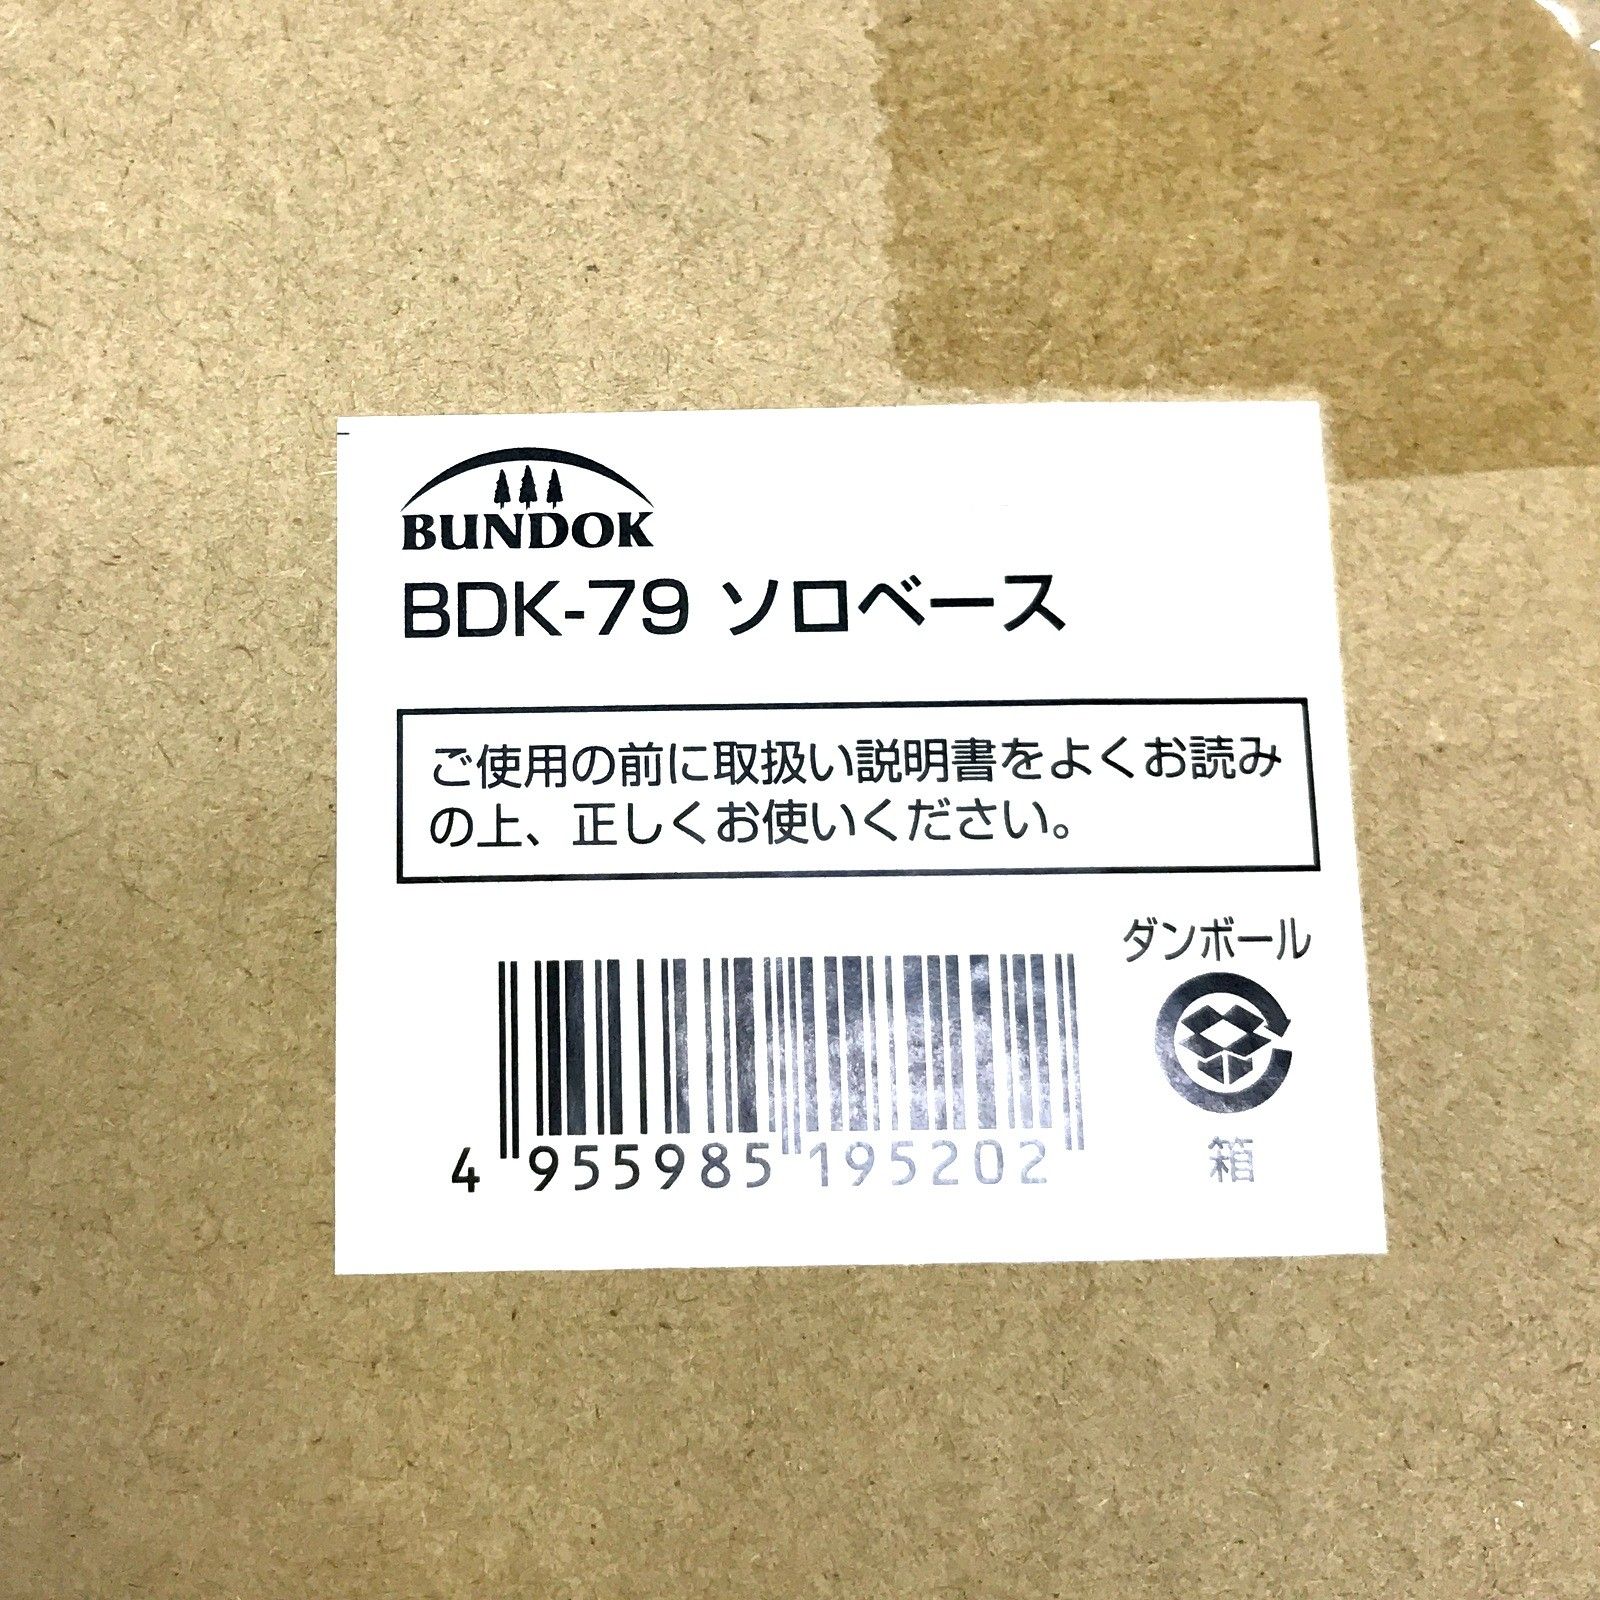 BUNDOK
BDK-79 ソロベース
ご使用の前に取扱い説明書をよくお読み
の上、正しくお使いください。
ダンボール
4 955985 195202
箱